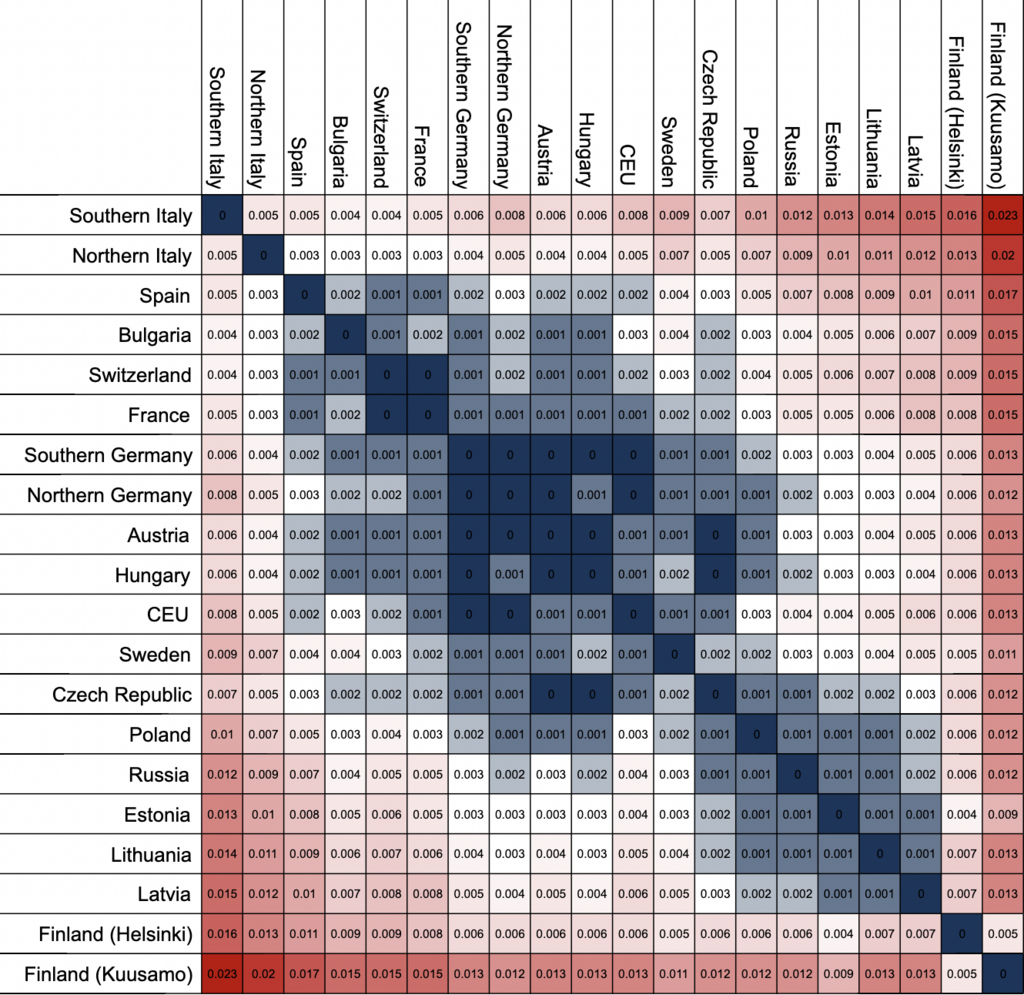 Southern Italy Northern Italy Spain Bulgaria Switzerland France Southern Germany Northern Germany Austria Hungary CEU Sweden Czech Republic Poland Russia Estonia Lithuania Latvia Finland (Helsinki) Finland (Kuusamo)
Southern Italy 0 0.005 0.005 0.004 0.004 0.005 0.006 0.008 0.006 0.006 0.008 0.009 0.007 0.01 0.012 0.013 0.014 0.015 0.016 0.023
Northern Italy 0.005 0 0.003 0.003 0.003 0.003 0.004 0.005 0.004 0.004 0.005 0.007 0.005 0.007 0.009 0.01 0.011 0.012 0.013 0.02
Spain 0.005 0.003 0 0.002 0.001 0.001 0.002 0.003 0.002 0.002 0.002 0.004 0.003 0.005 0.007 0.008 0.009 0.01 0.011 0.017
Bulgaria 0.004 0.003 0.002 0 0.001 0.002 0.001 0.002 0.001 0.001 0.003 0.004 0.002 0.003 0.004 0.005 0.006 0.007 0.009 0.015
Switzerland 0.004 0.003 0.001 0.001 0 0 0.001 0.002 0.001 0.001 0.002 0.003 0.002 0.004 0.005 0.006 0.007 0.008 0.009 0.015
France 0.005 0.003 0.001 0.002 0 0 0.001 0.001 0.001 0.001 0.001 0.002 0.002 0.003 0.005 0.005 0.006 0.008 0.008 0.015
Southern Germany 0.006 0.004 0.002 0.001 0.001 0.001 0 0 0 0 0 0.001 0.001 0.002 0.003 0.003 0.004 0.005 0.006 0.013
Northern Germany 0.008 0.005 0.003 0.002 0.002 0.001 0 0 0 0.001 0 0.001 0.001 0.001 0.002 0.003 0.003 0.004 0.006 0.012
Austria 0.006 0.004 0.002 0.001 0.001 0.001 0 0 0 0 0.001 0.001 0 0.001 0.003 0.003 0.004 0.005 0.006 0.013
Hungary 0.006 0.004 0.002 0.001 0.001 0.001 0 0.001 0 0 0.001 0.002 0 0.001 0.002 0.003 0.003 0.004 0.006 0.013
CEU 0.008 0.005 0.002 0.003 0.002 0.001 0 0 0.001 0.001 0 0.001 0.001 0.003 0.004 0.004 0.005 0.006 0.006 0.013
Sweden 0.009 0.007 0.004 0.004 0.003 0.002 0.001 0.001 0.001 0.002 0.001 0 0.002 0.002 0.003 0.003 0.004 0.005 0.005 0.011
Czech Republic 0.007 0.005 0.003 0.002 0.002 0.002 0.001 0.001 0 0 0.001 0.002 0 0.001 0.001 0.002 0.002 0.003 0.006 0.012
Poland 0.01 0.007 0.005 0.003 0.004 0.003 0.002 0.001 0.001 0.001 0.003 0.002 0.001 0 0.001 0.001 0.001 0.002 0.006 0.012
Russia 0.012 0.009 0.007 0.004 0.005 0.005 0.003 0.002 0.003 0.002 0.004 0.003 0.001 0.001 0 0.001 0.001 0.002 0.006 0.012
Estonia 0.013 0.01 0.008 0.005 0.006 0.005 0.003 0.003 0.003 0.003 0.004 0.003 0.002 0.001 0.001 0 0.001 0.001 0.004 0.009
Lithuania 0.014 0.011 0.009 0.006 0.007 0.006 0.004 0.003 0.004 0.003 0.005 0.004 0.002 0.001 0.001 0.001 0 0.001 0.007 0.013
Latvia 0.015 0.012 0.01 0.007 0.008 0.008 0.005 0.004 0.005 0.004 0.006 0.005 0.003 0.002 0.002 0.001 0.001 0 0.007 0.013
Finland (Helsinki) 0.016 0.013 0.011 0.009 0.009 0.008 0.006 0.006 0.006 0.006 0.006 0.005 0.006 0.006 0.006 0.004 0.007 0.007 0 0.005
Finland (Kuusamo) 0.023 0.02 0.017 0.015 0.015 0.015 0.013 0.012 0.013 0.013 0.013 0.011 0.012 0.012 0.012 0.009 0.013 0.013 0.005 0